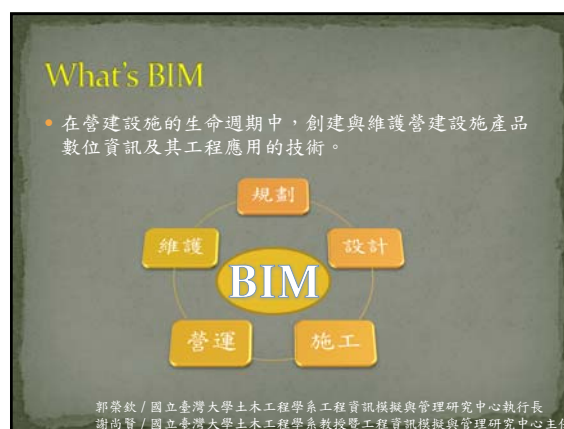 What's BIM
• 在營建設施的生命週期中，創建與維護營建設施產品
數位資訊及其工程應用的技術。
規劃
維護
設計
BIM
營運
施工
郭榮欽 / 國立臺灣大學土木工程學系工程資訊模擬與管理研究中心執行長
謝尚賢 / 國立臺灣大學土木工程學系教授暨工程資訊模擬與管理研究中心主任